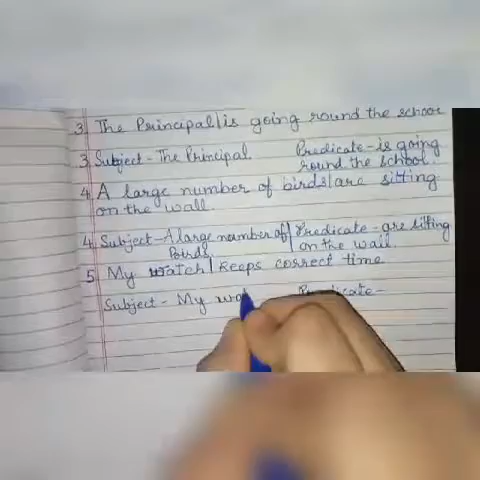 3 The Principal|is going round the school
3 Subject - The Principal Predicate - is going
round the school.
4 A large number of birds|are sitting
on the wall.
4 Subject - A large number of Predicate - are sitting
birds. on the wall.
5 My watch|keeps correct time
Subject - My Predicate -